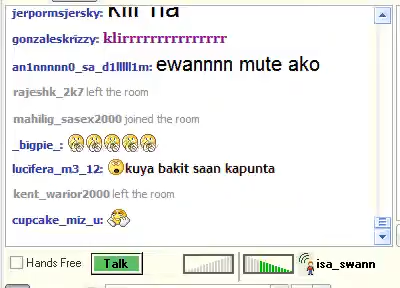 jerpormsjersky: klir na
gonzaleskrizzy: klirrrrrrrrrrrrrrr
an1nnnnn0_sa_d1lllll1m: ewannnn mute ako
rajeshk_2k7 left the room
mahilig_sasex2000 joined the room
_bigpie_:
lucifera_m3_12: kuya bakit saan kapunta
kent_warior2000 left the room
cupcake_miz_u:
Hands Free Talk isa_swann